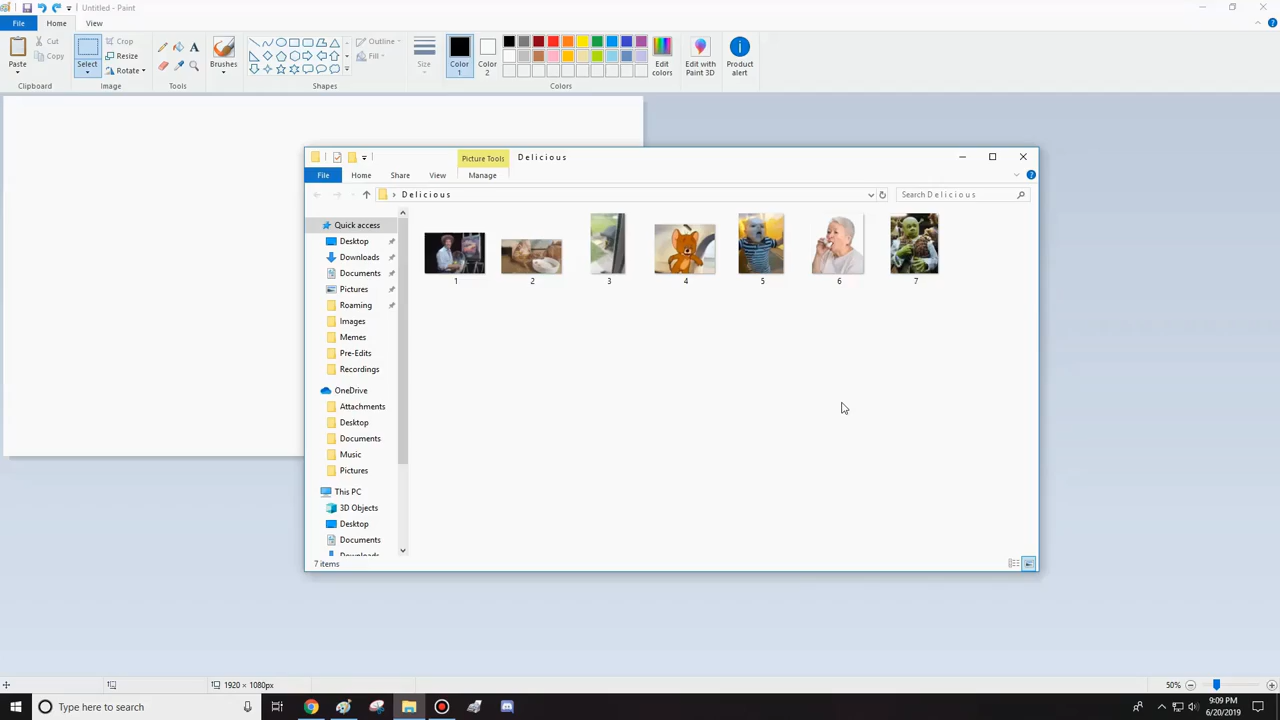 Untitled - Paint
File
Home
View
Paste
Clipboard
Cut
Copy
Select
Crop
Resize
Rotate
Image
Tools
Brushes
Shapes
Outline
Fill
Size
Color 1
Color 2
Colors
Edit colors
Edit with Paint 3D
Product alert
Picture Tools
Delicious
File
Home
Share
View
Manage
Delicious
Search Delicious
Quick access
Desktop
Downloads
Documents
Pictures
Roaming
Images
Memes
Pre-Edits
Recordings
OneDrive
Attachments
Desktop
Documents
Music
Pictures
This PC
3D Objects
Desktop
Documents
Downloads
1 2 3 4 5 6 7
7 items
1920 × 1080px
50%
Type here to search
9:09 PM
6/20/2019